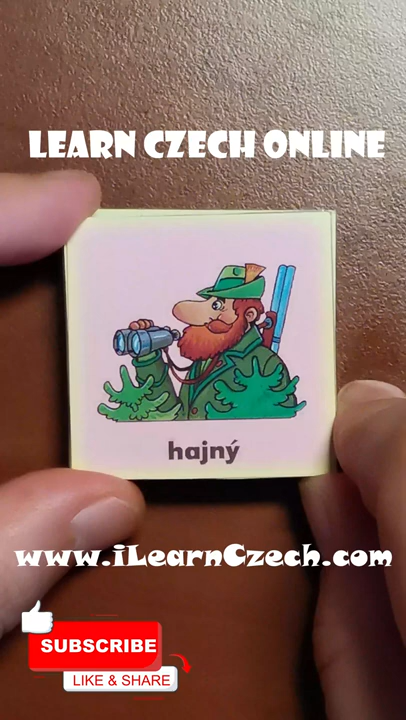 LEARN CZECH ONLINE
hajný
www.iLearnCzech.com
SUBSCRIBE
LIKE & SHARE